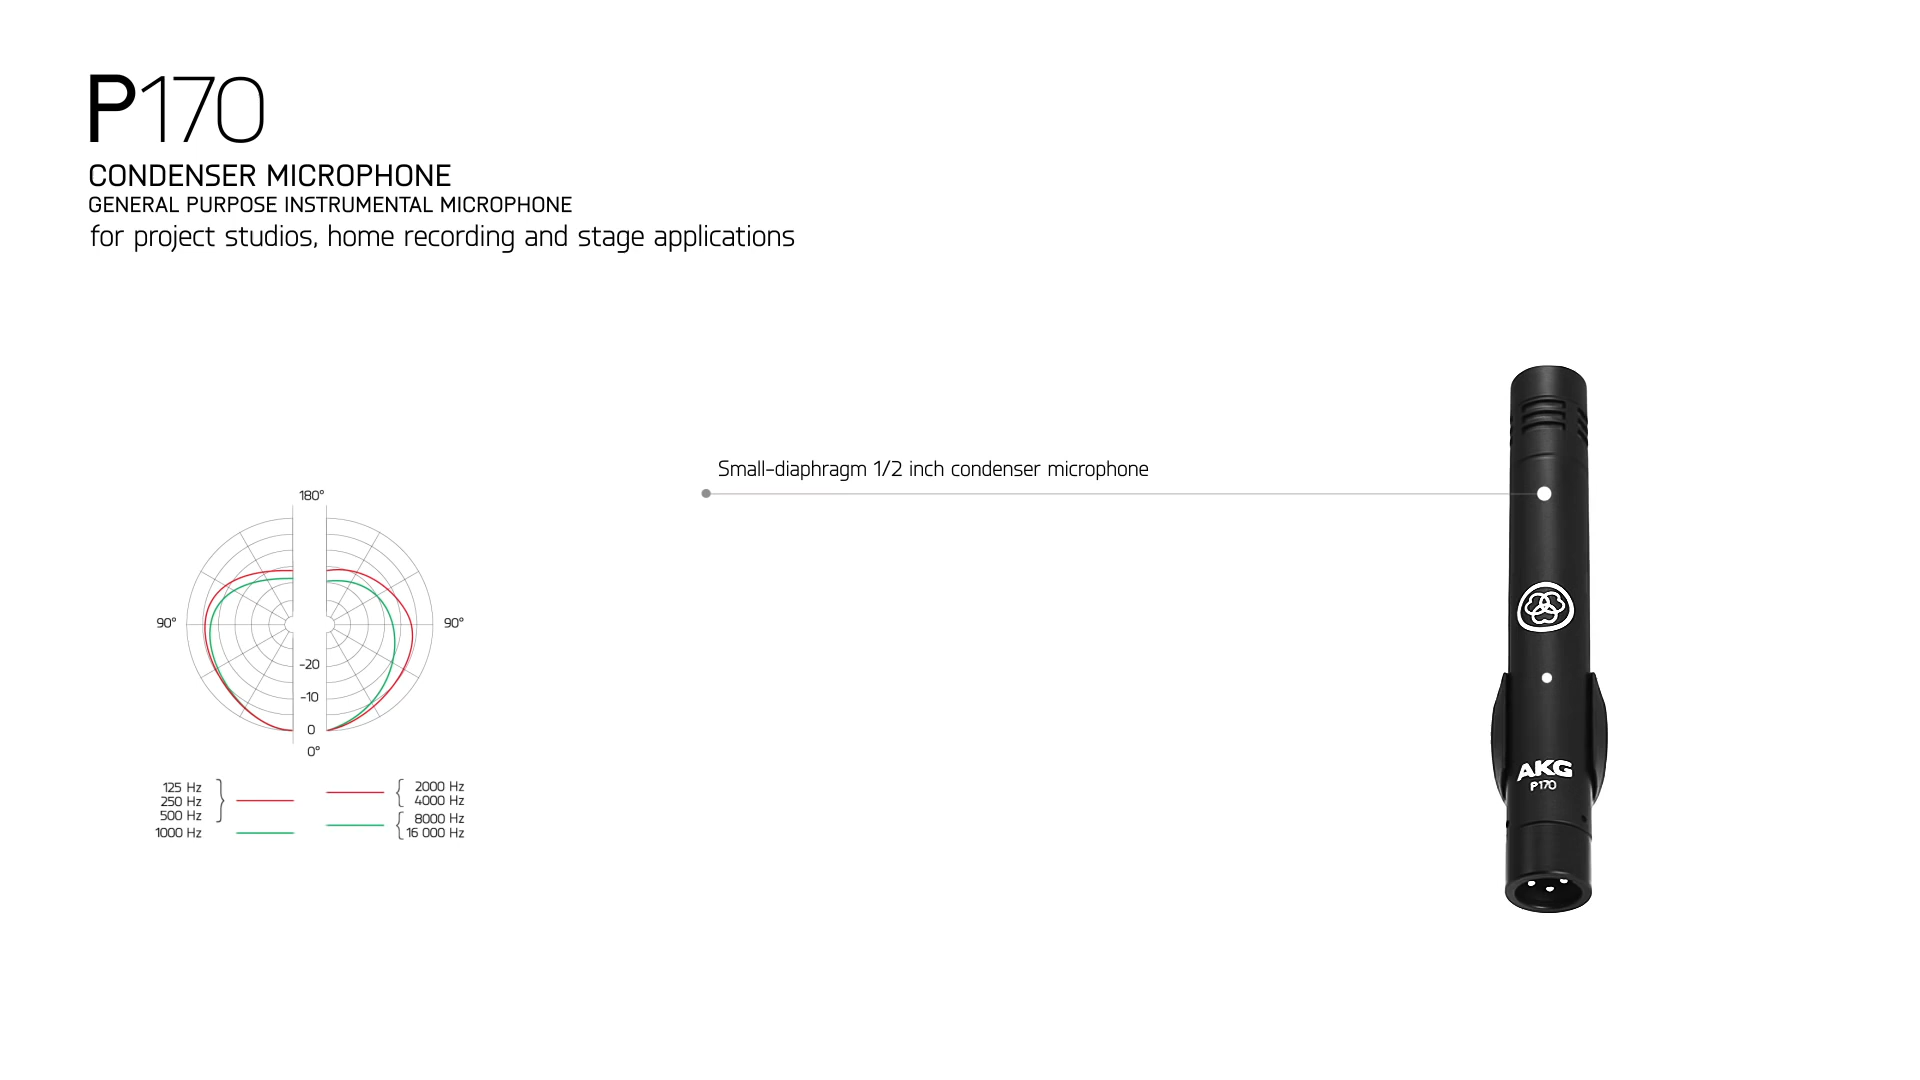 P170
CONDENSER MICROPHONE
GENERAL PURPOSE INSTRUMENTAL MICROPHONE
for project studios, home recording and stage applications
Small-diaphragm 1/2 inch condenser microphone
180°
90°
90°
-20
-10
0
0°
125 Hz
250 Hz
500 Hz
1000 Hz
2000 Hz
4000 Hz
8000 Hz
16 000 Hz
AKG
P170